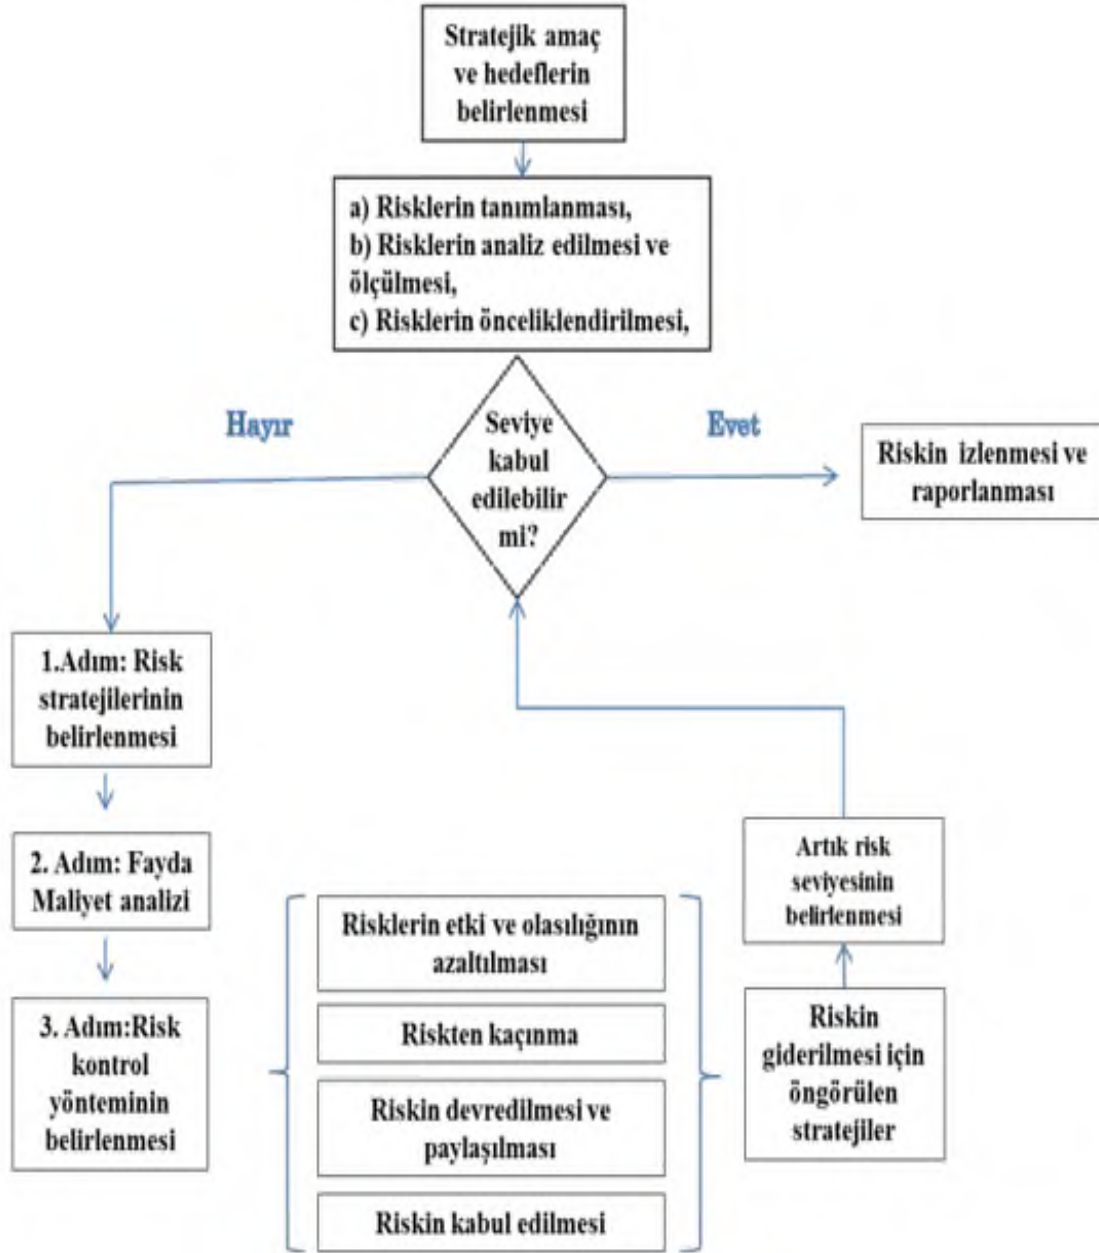 Stratejik amaç
ve hedeflerin
belirlenmesi
a) Risklerin tanımlanması,
b) Risklerin analiz edilmesi ve
ölçülmesi,
c) Risklerin önceliklendirilmesi,
Hayır
Seviye
kabul
edilebilir
mi?
Evet
Riskin izlenmesi ve
raporlanması
1.Adım: Risk
stratejilerinin
belirlenmesi
2. Adım: Fayda
Maliyet analizi
3. Adım:Risk
kontrol
yönteminin
belirlenmesi
Risklerin etki ve olasılığının
azaltılması
Riskten kaçınma
Riskin devredilmesi ve
paylaşılması
Riskin kabul edilmesi
Riskin
giderilmesi için
öngörülen
stratejiler
Artık risk
seviyesinin
belirlenmesi